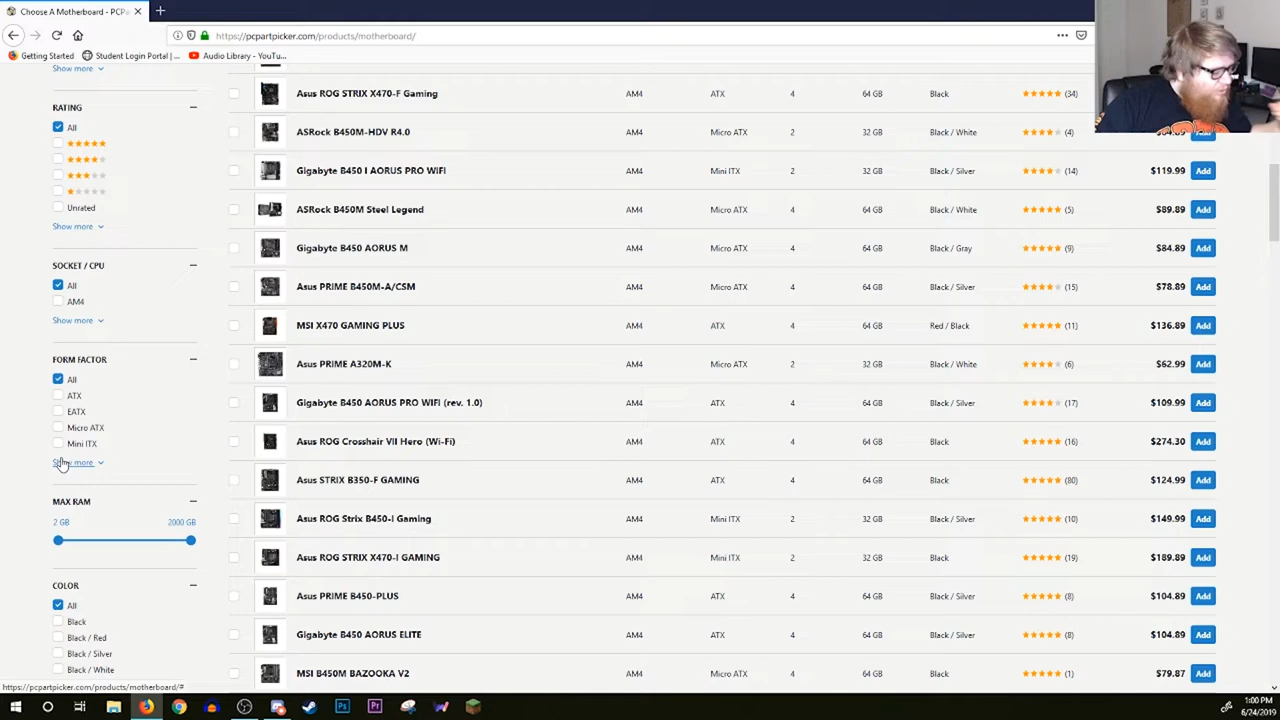 Choose A Motherboard - PCPa
https://pcpartpicker.com/products/motherboard/
Getting Started Student Login Portal |... Audio Library - YouTu...
Show more
RATING
All
Unrated
Show more
SOCKET / CPU
All
AM4
Show more
FORM FACTOR
All
ATX
EATX
Micro ATX
Mini ITX
Show more
MAX RAM
2 GB 2000 GB
COLOR
All
Black
Black / Red
Black / Silver
Black / White
Asus ROG STRIX X470-F Gaming AM4 ATX 4 64 GB Black (34)
ASRock B450M-HDV R4.0 AM4 Micro ATX 2 32 GB Black / White (4) Add
Gigabyte B450 I AORUS PRO WIFI AM4 Mini ITX 2 32 GB Black (14) $119.99 Add
ASRock B450M Steel Legend AM4 Micro ATX 4 64 GB Black / White (5) $89.89 Add
Gigabyte B450 AORUS M AM4 Micro ATX 4 64 GB Black / Gray (9) $84.89 Add
Asus PRIME B450M-A/CSM AM4 Micro ATX 4 64 GB Black / Silver (15) $78.89 Add
MSI X470 GAMING PLUS AM4 ATX 4 64 GB Red / Black (11) $136.89 Add
Asus PRIME A320M-K AM4 Micro ATX 2 32 GB Black / White (6) $62.99 Add
Gigabyte B450 AORUS PRO WIFI (rev. 1.0) AM4 ATX 4 64 GB Black / Silver (17) $109.99 Add
Asus ROG Crosshair VII Hero (Wi-Fi) AM4 ATX 4 64 GB Black (16) $274.30 Add
Asus STRIX B350-F GAMING AM4 ATX 4 64 GB Black / Silver (80) $124.99 Add
Asus ROG Strix B450-I Gaming AM4 Mini ITX 2 32 GB Black (10) $149.99 Add
Asus ROG STRIX X470-I GAMING AM4 Mini ITX 2 32 GB Black (19) $189.89 Add
Asus PRIME B450-PLUS AM4 ATX 4 64 GB Black / Silver (8) $104.89 Add
Gigabyte B450 AORUS ELITE AM4 ATX 4 64 GB Black / Silver (8) $104.89 Add
MSI B450M BAZOOKA V2 AM4 Micro ATX 4 64 GB Black (1) $79.87 Add
https://pcpartpicker.com/products/motherboard/#
1:00 PM
6/24/2019